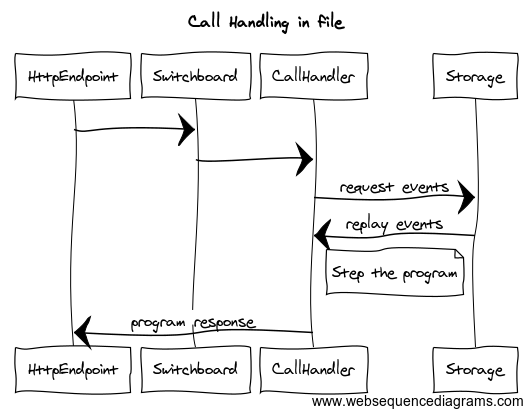 Call Handling in file
HttpEndpoint Switchboard CallHandler Storage
request events
replay events
Step the program
program response
HttpEndpoint Switchboard CallHandler Storage
www.websequencediagrams.com